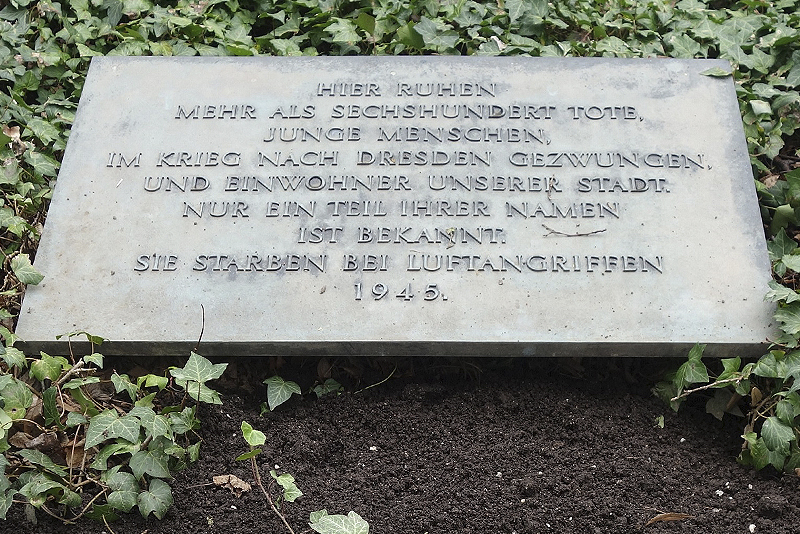 HIER RUHEN
MEHR ALS SECHSHUNDERT TOTE,
JUNGE MENSCHEN,
IM KRIEG NACH DRESDEN GEZWUNGEN,
UND EINWOHNER UNSERER STADT.
NUR EIN TEIL IHRER NAMEN
IST BEKANNT.
SIE STARBEN BEI LUFTANGRIFFEN
1945.